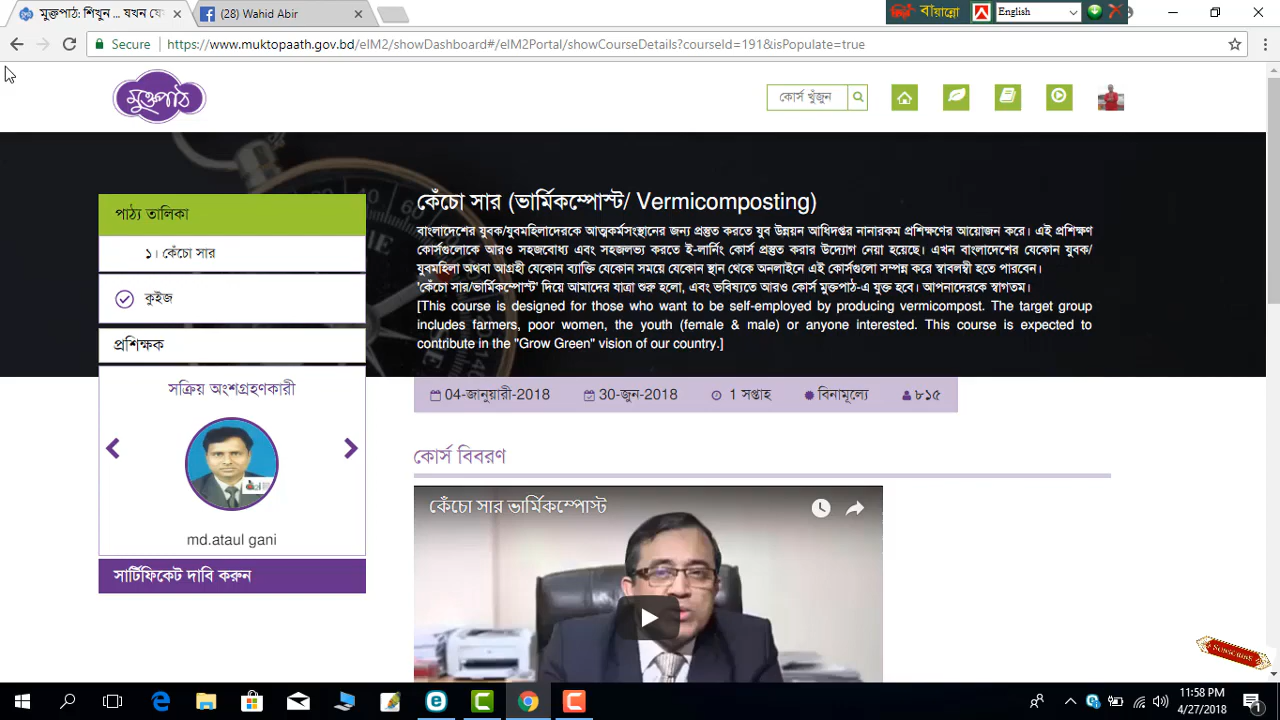 মুক্তপাঠ: শিখুন ... যখন যে
(28) Wahid Abir
বাঁয়ান্নো
English
Secure
https://www.muktopaath.gov.bd/elM2/showDashboard#/elM2Portal/showCourseDetails?courseId=191&isPopulate=true
মুক্তপাঠ
কোর্স খুঁজুন
পাঠ্য তালিকা
১। কেঁচো সার
কুইজ
প্রশিক্ষক
সক্রিয় অংশগ্রহণকারী
md.ataul gani
সার্টিফিকেট দাবি করুন
কেঁচো সার (ভার্মিকম্পোস্ট/ Vermicomposting)
বাংলাদেশের যুবক/যুবমহিলাদেরকে আত্মকর্মসংস্থানের জন্য প্রস্তুত করতে যুব উন্নয়ন অধিদপ্তর নানারকম প্রশিক্ষণের আয়োজন করে। এই প্রশিক্ষণ
কোর্সগুলোকে আরও সহজবোধ্য এবং সহজলভ্য করতে ই-লার্নিং কোর্স প্রস্তুত করার উদ্যোগ নেয়া হয়েছে। এখন বাংলাদেশের যেকোন যুবক/
যুবমহিলা অথবা আগ্রহী যেকোন ব্যাক্তি যেকোন সময়ে যেকোন স্থান থেকে অনলাইনে এই কোর্সগুলো সম্পন্ন করে স্বাবলম্বী হতে পারবেন।
'কেঁচো সার/ভার্মিকম্পোস্ট' দিয়ে আমাদের যাত্রা শুরু হলো, এবং ভবিষ্যতে আরও কোর্স মুক্তপাঠ-এ যুক্ত হবে। আপনাদেরকে স্বাগতম।
[This course is designed for those who want to be self-employed by producing vermicompost. The target group
includes farmers, poor women, the youth (female & male) or anyone interested. This course is expected to
contribute in the "Grow Green" vision of our country.]
04-জানুয়ারী-2018 30-জুন-2018 1 সপ্তাহ বিনামূল্যে ৮১৫
কোর্স বিবরণ
কেঁচো সার ভার্মিকম্পোস্ট
SUBSCRIBE
11:58 PM
4/27/2018